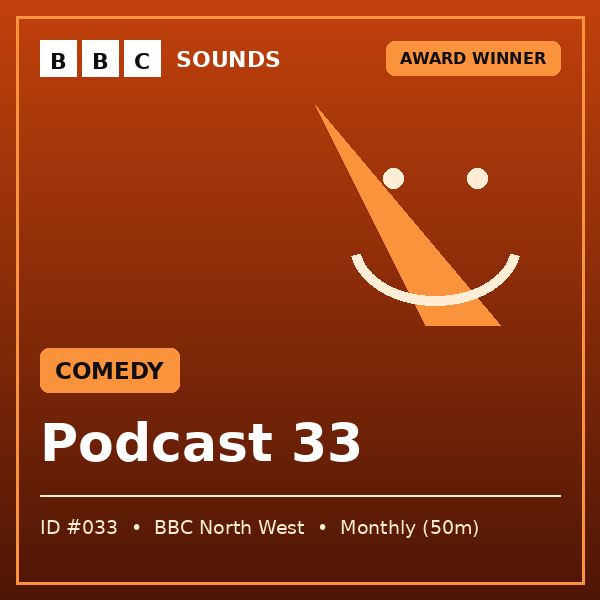 BBC SOUNDS
AWARD WINNER
COMEDY
Podcast 33
ID #033 • BBC North West • Monthly (50m)